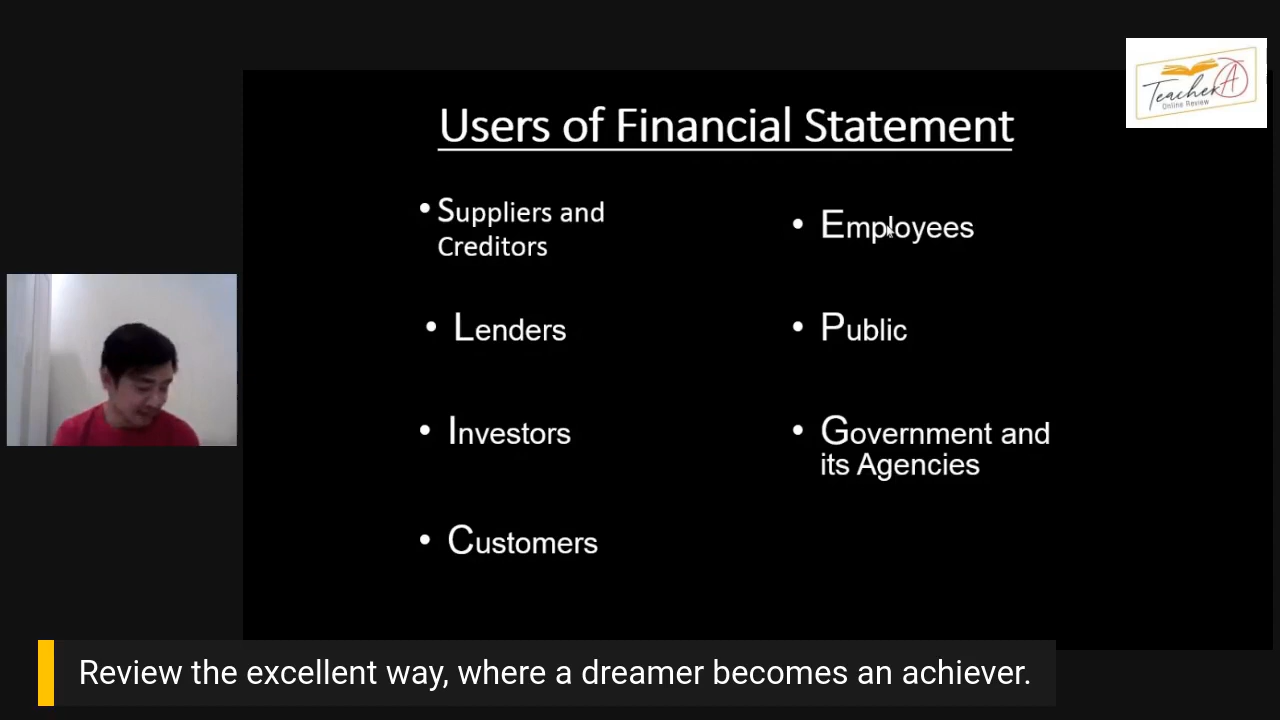 TeacherA
Online Review
Users of Financial Statement
• Suppliers and
Creditors
• Lenders
• Investors
• Customers
• Employees
• Public
• Government and
its Agencies
Review the excellent way, where a dreamer becomes an achiever.